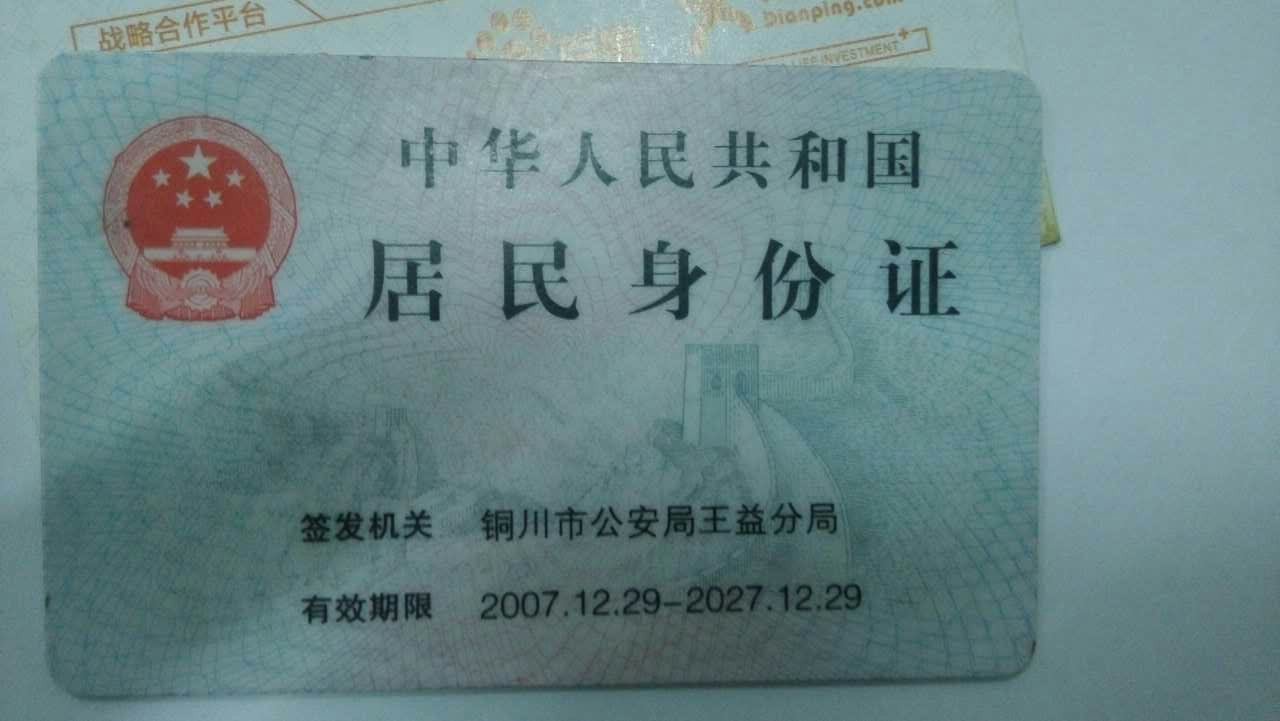 战略合作平台
Dianping.com
LIFE INVESTMENT
中华人民共和国
居民身份证
签发机关 铜川市公安局王益分局
有效期限 2007.12.29-2027.12.29